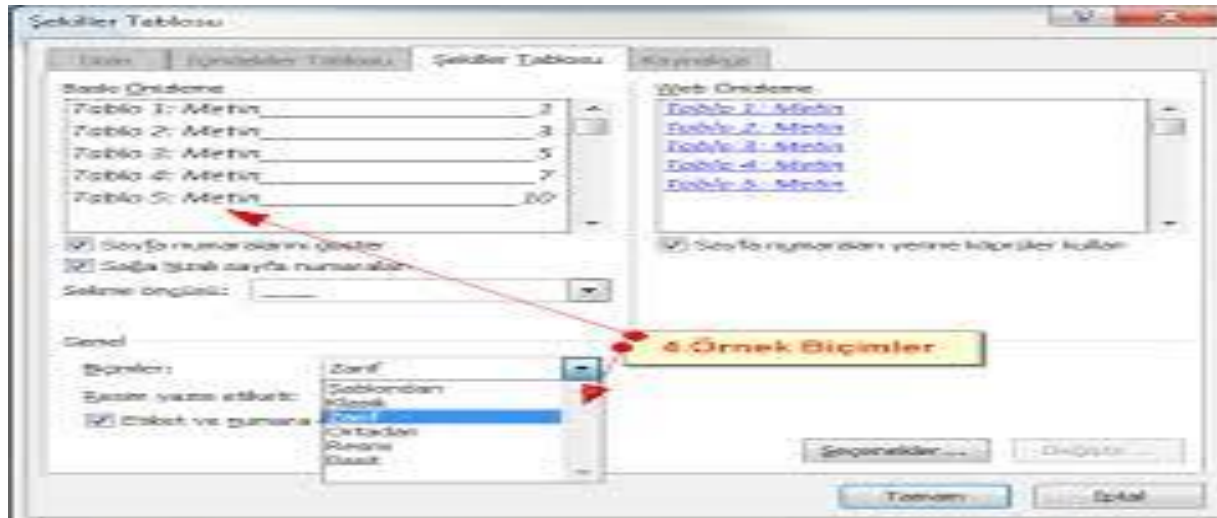 Şekiller Tablosu
Dizin İçindekiler Tablosu Şekiller Tablosu Kaynakça
Baskı Önizleme
Tablo 1: Metin 1
Tablo 2: Metin 3
Tablo 3: Metin 5
Tablo 4: Metin 7
Tablo 5: Metin 10
Web Önizleme
Tablo 1: Metin
Tablo 2: Metin
Tablo 3: Metin
Tablo 4: Metin
Tablo 5: Metin
Sayfa numaralarını göster
Sağa hizalı sayfa numaraları
Sekme öncüsü:
Sayfa numaraları yerine köprüler kullan
4.Örnek Biçimler
Genel
Biçimler: Zarif
Resim yazısı etiketi:
Etiket ve numara
Şablondan
Klasik
Zarif
Ortadan
Resmi
Basit
Seçenekler... Değiştir...
Tamam İptal